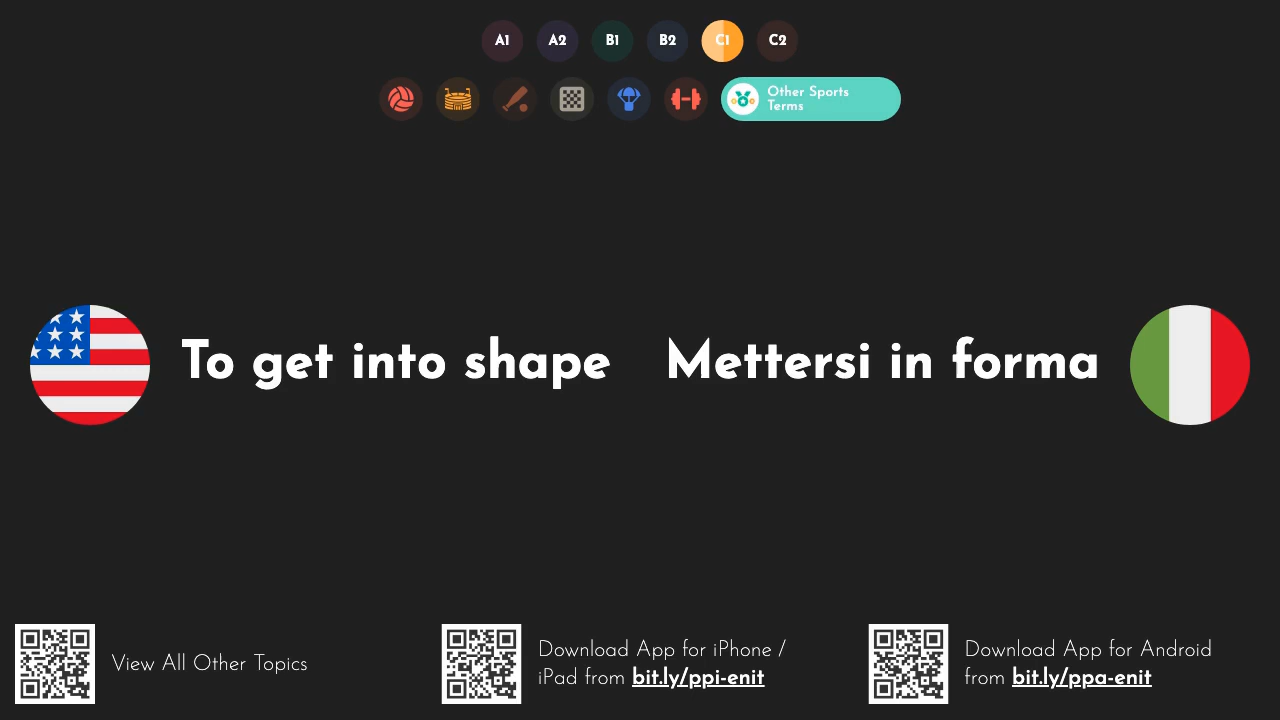 A1 A2 B1 B2 C1 C2
Other Sports
Terms
To get into shape Mettersi in forma
View All Other Topics
Download App for iPhone /
iPad from bit.ly/ppi-enit
Download App for Android
from bit.ly/ppa-enit